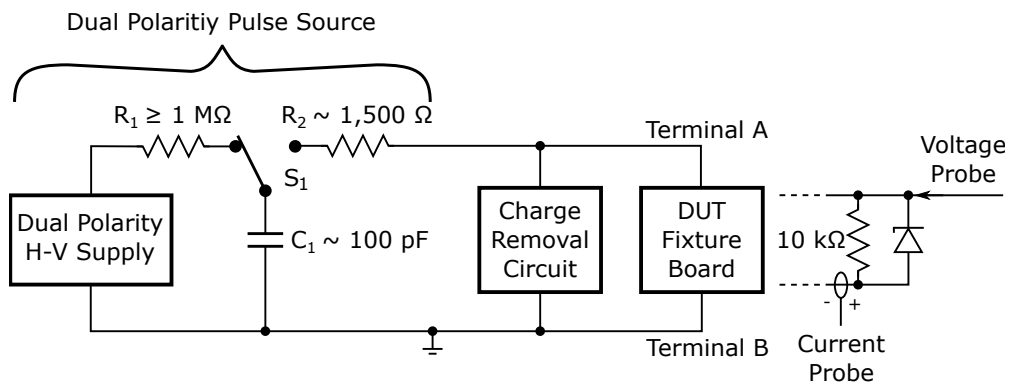 Dual Polaritiy Pulse Source
R1 ≥ 1 MΩ
R2 ~ 1,500 Ω
S1
C1 ~ 100 pF
Dual Polarity
H-V Supply
Terminal A
Charge
Removal
Circuit
DUT
Fixture
Board
Terminal B
Voltage
Probe
10 kΩ
- +
Current
Probe